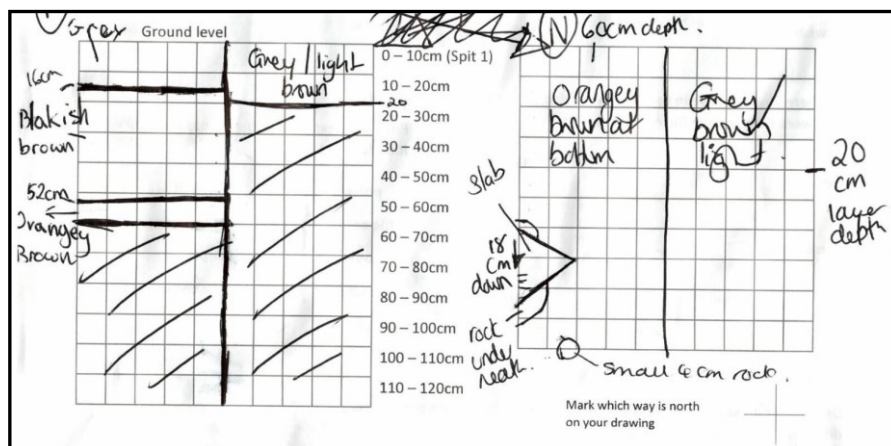 Grey
Ground level
Grey / light
brown
16cm
Blakish
brown
20
52cm
Orangey
Brown
0 – 10cm (Spit 1)
10 – 20cm
20 – 30cm
30 – 40cm
40 – 50cm
50 – 60cm
60 – 70cm
70 – 80cm
80 – 90cm
90 – 100cm
100 – 110cm
110 – 120cm
N
60cm depth.
Orangey
brown at
bottom
Grey
brown
light.
20
cm
layer
depth
Slab
18
cm
down
rock
under
neath.
small 4cm rock.
Mark which way is north
on your drawing